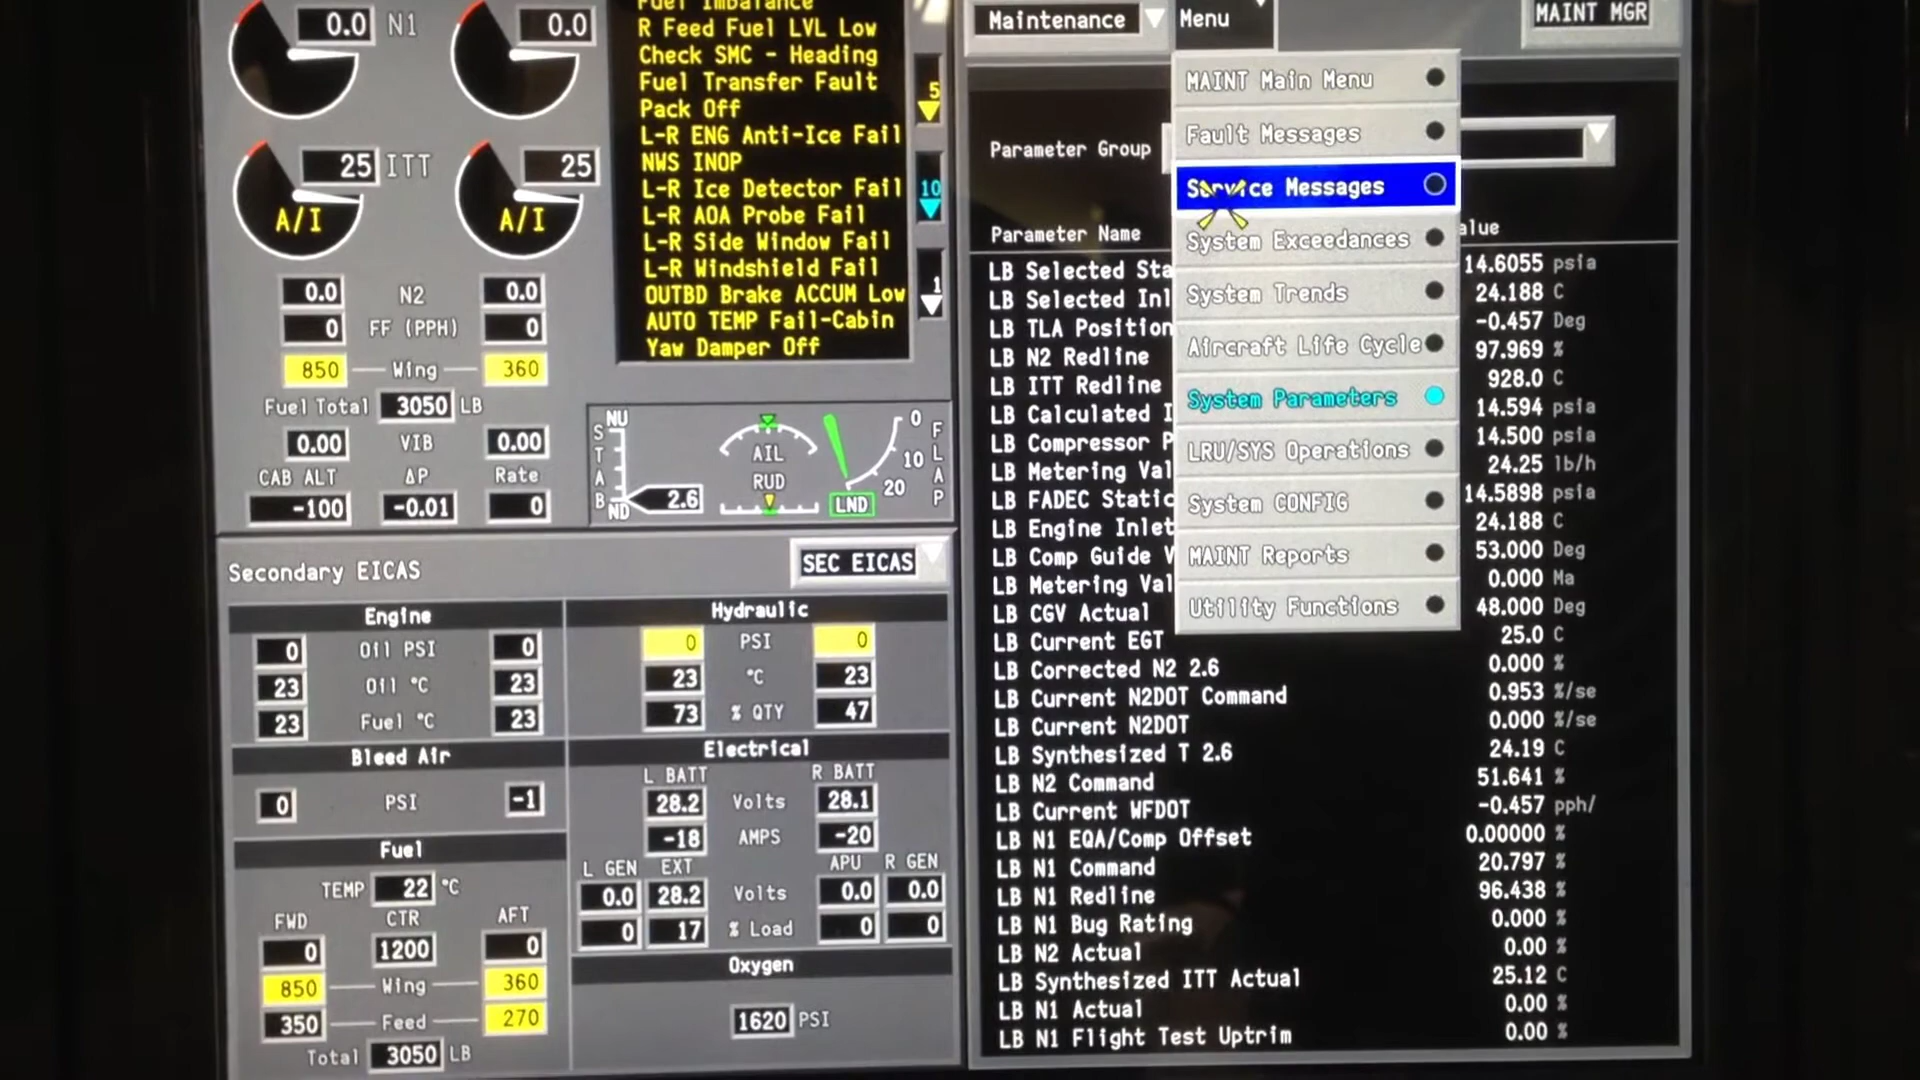 0.0 N1 0.0
25 ITT 25
A/I A/I
0.0 N2 0.0
0 FF (PPH) 0
850 Wing 360
Fuel Total 3050 LB
0.00 VIB 0.00
CAB ALT ΔP Rate
-100 -0.01 0
Fuel Imbalance
R Feed Fuel LVL Low
Check SMC - Heading
Fuel Transfer Fault
Pack Off
L-R ENG Anti-Ice Fail
NWS INOP
L-R Ice Detector Fail
L-R AOA Probe Fail
L-R Side Window Fail
L-R Windshield Fail
OUTBD Brake ACCUM Low
AUTO TEMP Fail-Cabin
Yaw Damper Off
5
10
1
NU
STAB
ND
2.6
AIL
RUD
LND
0
10
20
FLAP
Secondary EICAS
SEC EICAS
Engine
0 Oil PSI 0
23 Oil °C 23
23 Fuel °C 23
Bleed Air
0 PSI -1
Fuel
TEMP 22 °C
FWD CTR AFT
0 1200 0
850 Wing 360
350 Feed 270
Total 3050 LB
Hydraulic
0 PSI 0
23 °C 23
73 % QTY 47
Electrical
L BATT R BATT
28.2 Volts 28.1
-18 AMPS -20
L GEN EXT APU R GEN
0.0 28.2 Volts 0.0 0.0
0 17 % Load 0 0
Oxygen
1620 PSI
Maintenance
Menu
MAINT MGR
MAINT Main Menu
Fault Messages
Service Messages
System Exceedances
System Trends
Aircraft Life Cycle
System Parameters
LRU/SYS Operations
System CONFIG
MAINT Reports
Utility Functions
Parameter Group
Parameter Name alue
LB Selected Sta 14.6055 psia
LB Selected Inl 24.188 C
LB TLA Position -0.457 Deg
LB N2 Redline 97.969 %
LB ITT Redline 928.0 C
LB Calculated I 14.594 psia
LB Compressor P 14.500 psia
LB Metering Val 24.25 lb/h
LB FADEC Static 14.5898 psia
LB Engine Inlet 24.188 C
LB Comp Guide V 53.000 Deg
LB Metering Val 0.000 Ma
LB CGV Actual 48.000 Deg
LB Current EGT 25.0 C
LB Corrected N2 2.6 0.000 %
LB Current N2DOT Command 0.953 %/se
LB Current N2DOT 0.000 %/se
LB Synthesized T 2.6 24.19 C
LB N2 Command 51.641 %
LB Current WFDOT -0.457 pph/
LB N1 EQA/Comp Offset 0.00000 %
LB N1 Command 20.797 %
LB N1 Redline 96.438 %
LB N1 Bug Rating 0.000 %
LB N2 Actual 0.00 %
LB Synthesized ITT Actual 25.12 C
LB N1 Actual 0.00 %
LB N1 Flight Test Uptrim 0.00 %